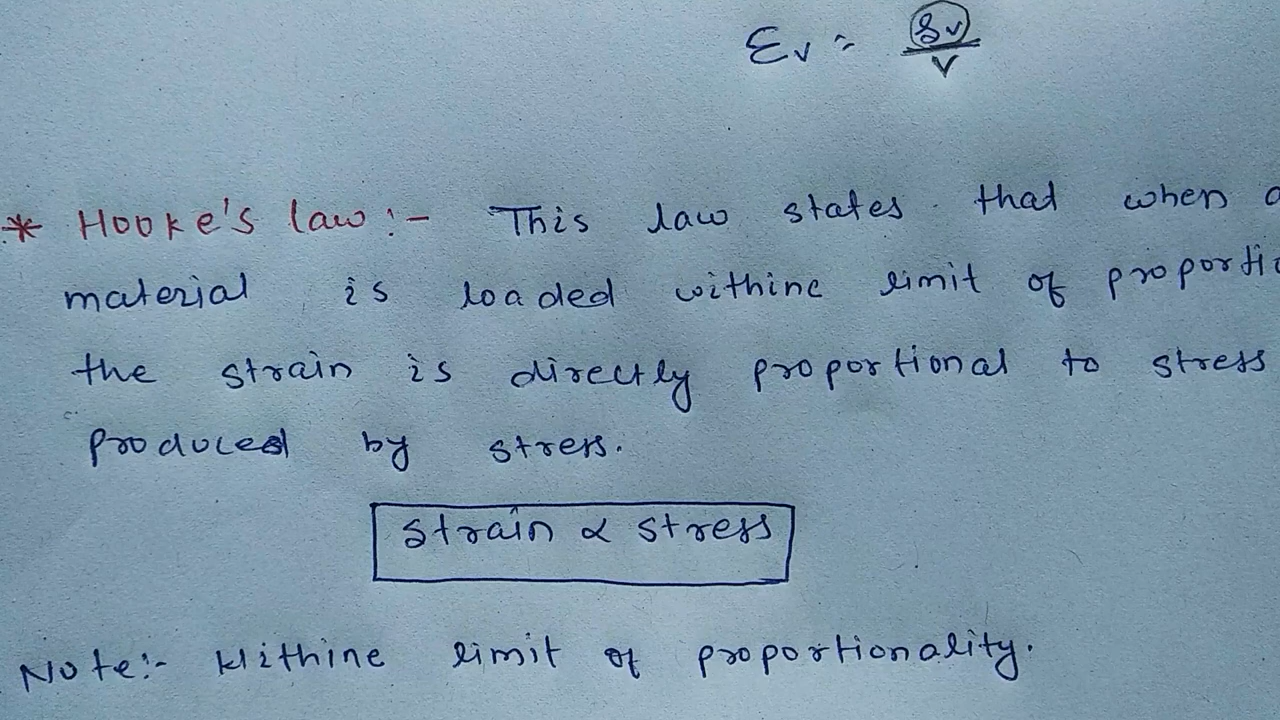 εv = δv/v
* Hooke's law :- This law states that when a
material is loaded withine limit of proportio
the strain is directly proportional to stress
produced by stress.
strain ∝ stress
Note:- Withine limit of proportionality.